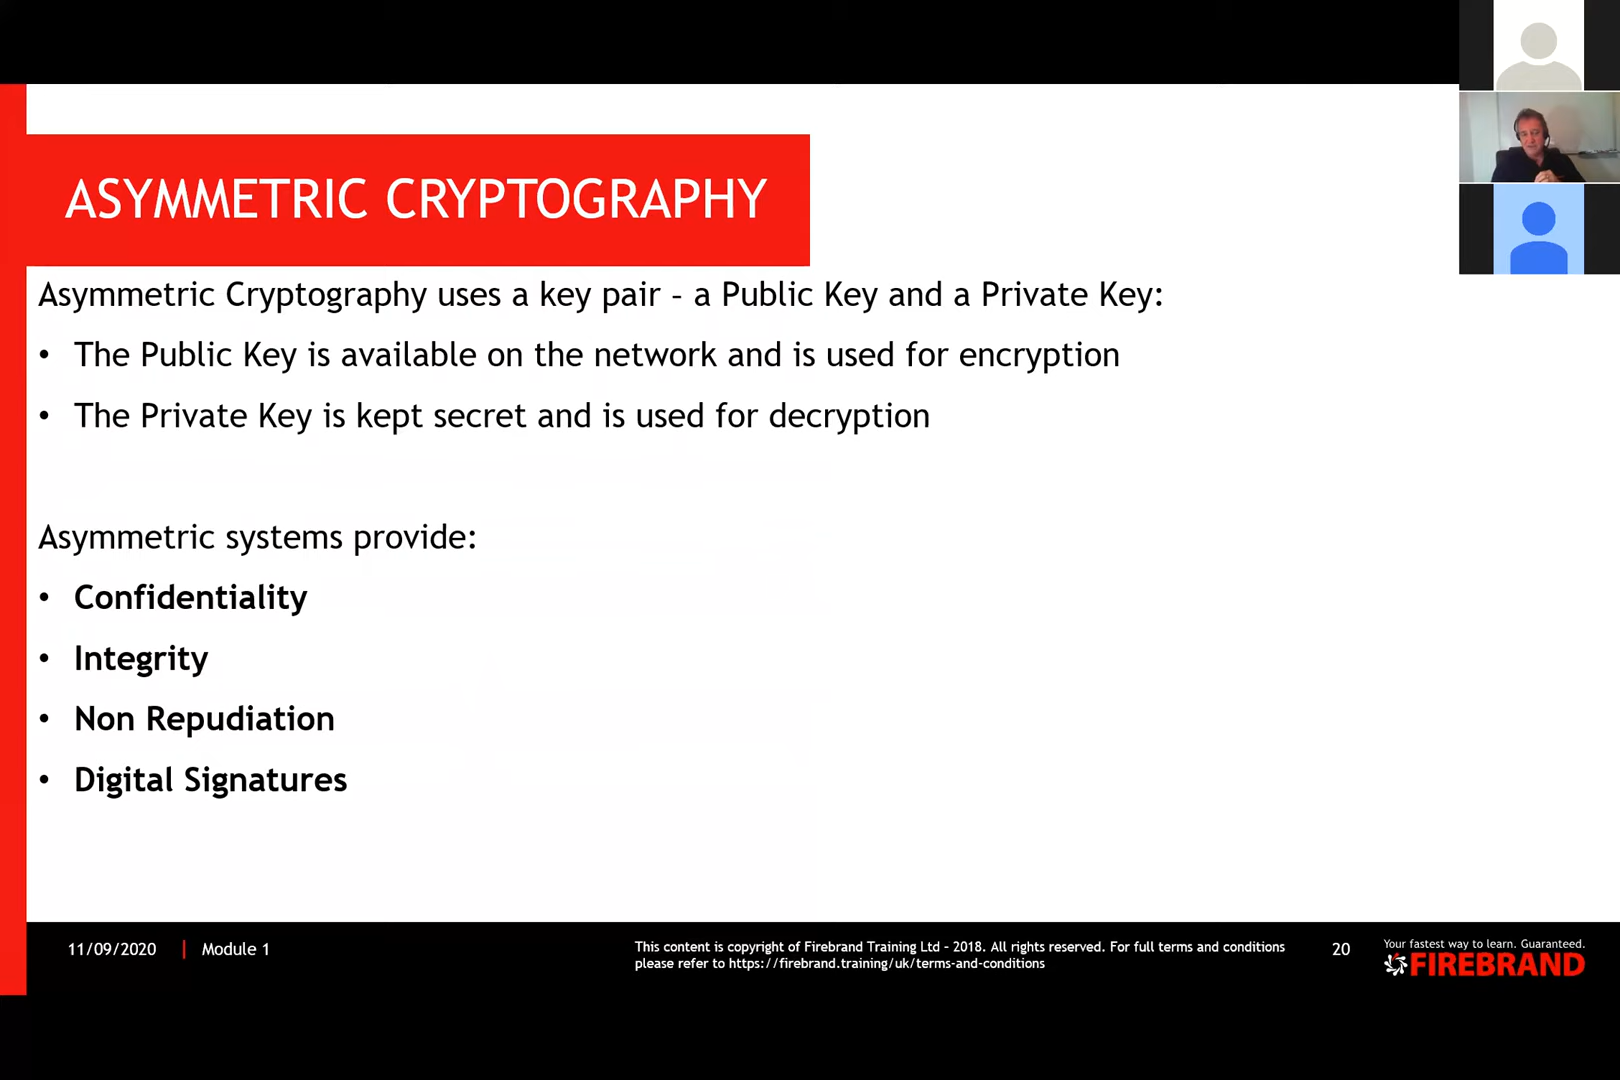 ASYMMETRIC CRYPTOGRAPHY
Asymmetric Cryptography uses a key pair – a Public Key and a Private Key:
• The Public Key is available on the network and is used for encryption
• The Private Key is kept secret and is used for decryption
Asymmetric systems provide:
• Confidentiality
• Integrity
• Non Repudiation
• Digital Signatures
11/09/2020 | Module 1
This content is copyright of Firebrand Training Ltd – 2018. All rights reserved. For full terms and conditions
please refer to https://firebrand.training/uk/terms-and-conditions
20
Your fastest way to learn. Guaranteed.
FIREBRAND